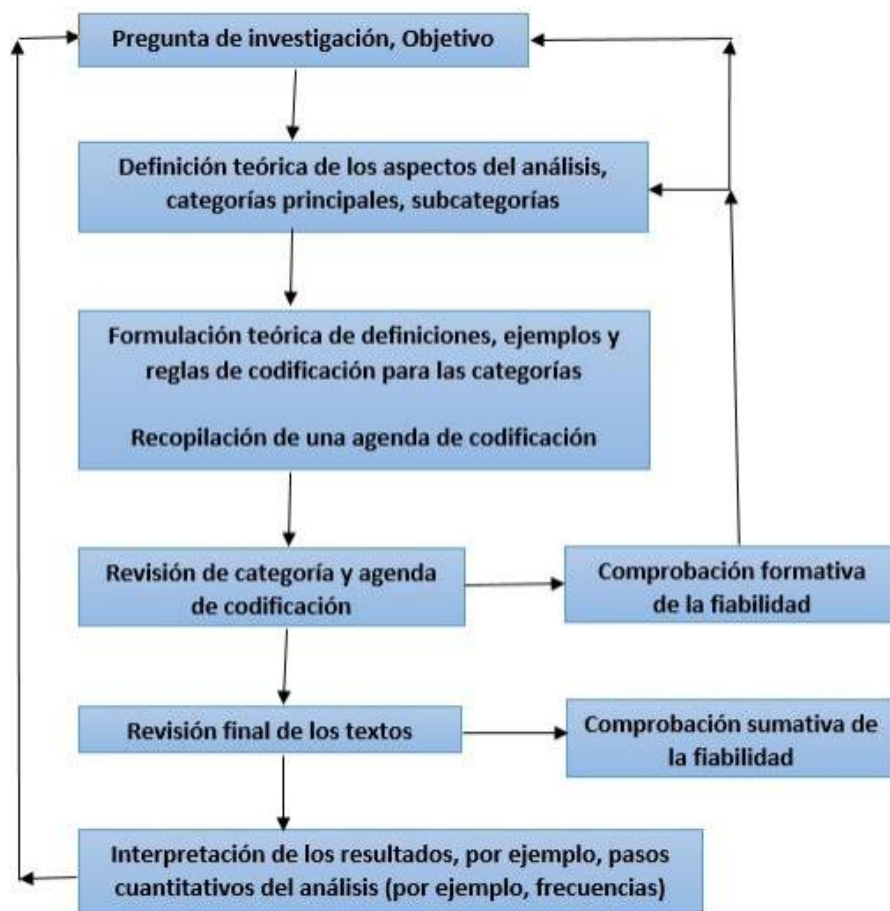 Pregunta de investigación, Objetivo
Definición teórica de los aspectos del análisis,
categorías principales, subcategorías
Formulación teórica de definiciones, ejemplos y
reglas de codificación para las categorías
Recopilación de una agenda de codificación
Revisión de categoría y agenda
de codificación
Comprobación formativa
de la fiabilidad
Revisión final de los textos
Comprobación sumativa de
la fiabilidad
Interpretación de los resultados, por ejemplo, pasos
cuantitativos del análisis (por ejemplo, frecuencias)